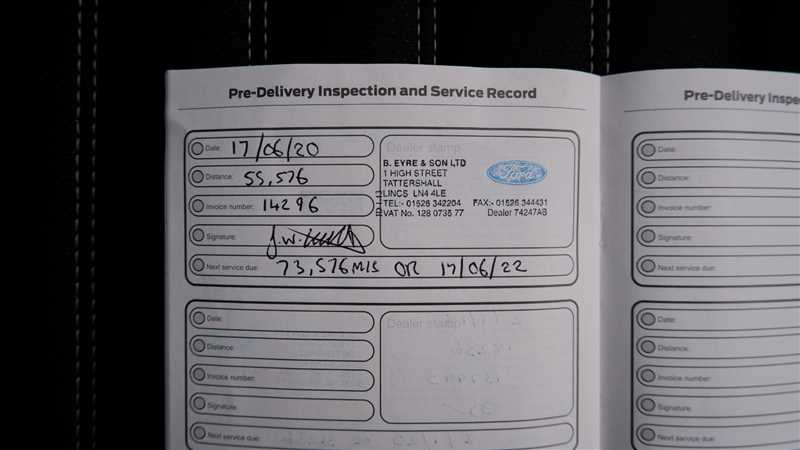 Pre-Delivery Inspection and Service Record
Date: 17/06/20
Distance: 55,576
Invoice number: 14296
Signature: J.W.
Next service due: 73,576 MLS OR 17/06/22
Dealer stamp
B. EYRE & SON LTD
1 HIGH STREET
TATTERSHALL
LINCS LN4 4LE
TEL:- 01526 342204 FAX:- 01526 344431
VAT No. 128 0735 77 Dealer 74247AB
Ford
Date:
Distance:
Invoice number:
Signature:
Next service due:
Dealer stamp
Pre-Delivery
Date:
Distance:
Invoice number:
Signature:
Next service due:
Date:
Distance:
Invoice number:
Signature:
Next service due: